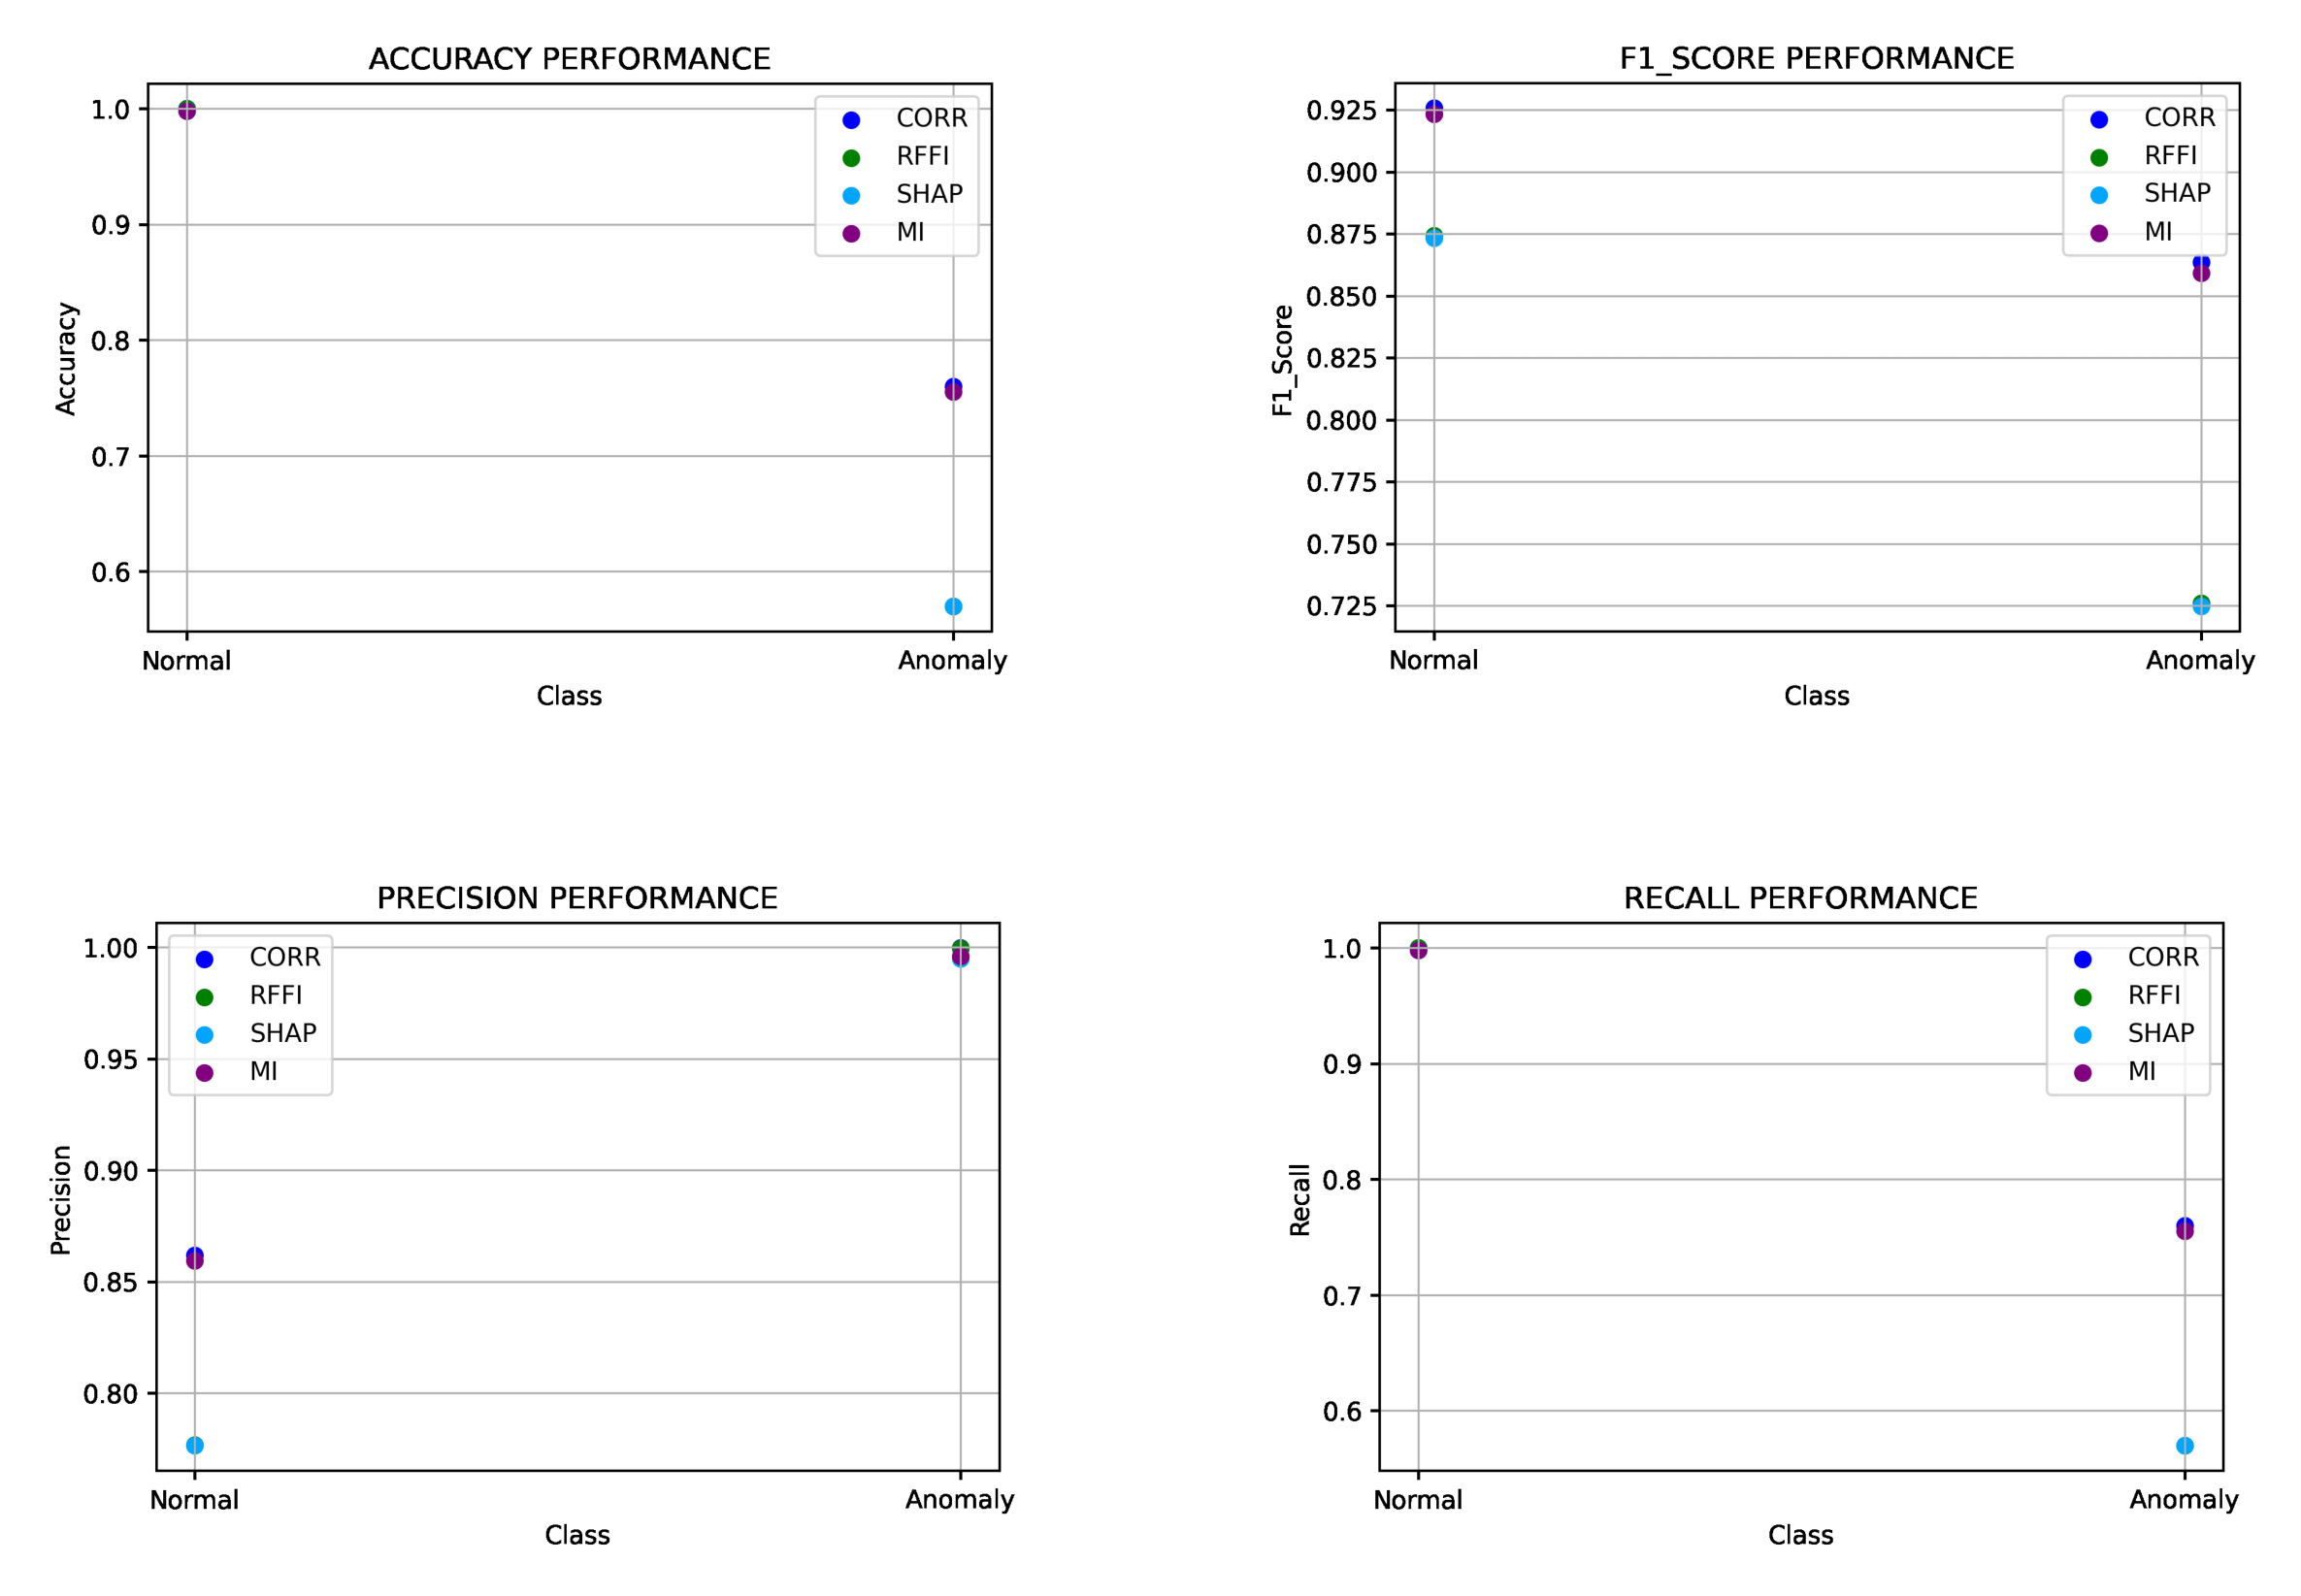 ACCURACY PERFORMANCE
1.0
0.9
0.8
0.7
0.6
Accuracy
CORR
RFFI
SHAP
MI
Normal
Anomaly
Class
F1_SCORE PERFORMANCE
0.925
0.900
0.875
0.850
0.825
0.800
0.775
0.750
0.725
F1_Score
CORR
RFFI
SHAP
MI
Normal
Anomaly
Class
PRECISION PERFORMANCE
1.00
0.95
0.90
0.85
0.80
Precision
CORR
RFFI
SHAP
MI
Normal
Anomaly
Class
RECALL PERFORMANCE
1.0
0.9
0.8
0.7
0.6
Recall
CORR
RFFI
SHAP
MI
Normal
Anomaly
Class